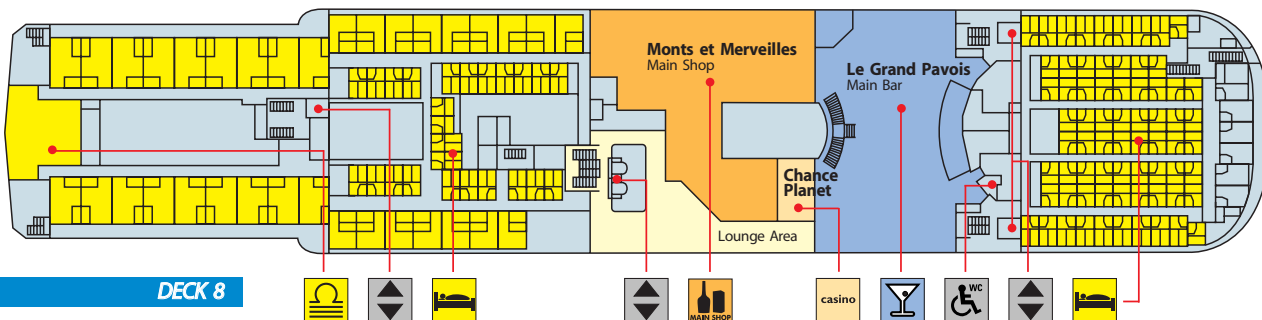 Monts et Merveilles
Main Shop
Le Grand Pavois
Main Bar
Chance
Planet
Lounge Area
DECK 8
MAIN SHOP
casino
WC